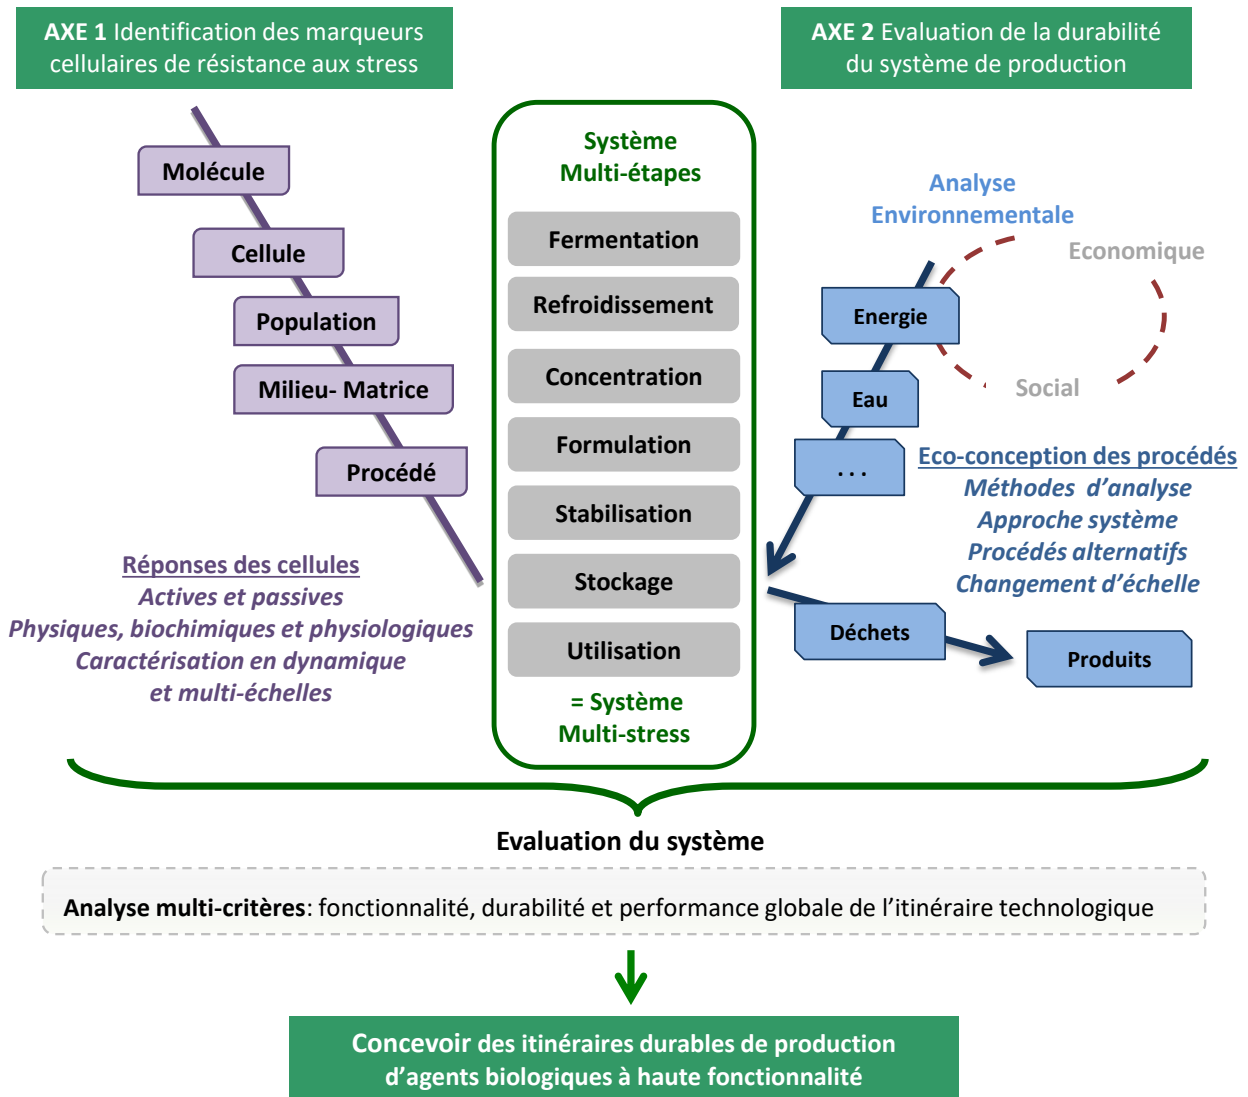 AXE 1 Identification des marqueurs
cellulaires de résistance aux stress
AXE 2 Evaluation de la durabilité
du système de production
Molécule
Cellule
Population
Milieu- Matrice
Procédé
Réponses des cellules
Actives et passives
Physiques, biochimiques et physiologiques
Caractérisation en dynamique
et multi-échelles
Système
Multi-étapes
Fermentation
Refroidissement
Concentration
Formulation
Stabilisation
Stockage
Utilisation
= Système
Multi-stress
Analyse
Environnementale
Economique
Social
Energie
Eau
. . .
Eco-conception des procédés
Méthodes d’analyse
Approche système
Procédés alternatifs
Changement d’échelle
Déchets
Produits
Evaluation du système
Analyse multi-critères: fonctionnalité, durabilité et performance globale de l’itinéraire technologique
Concevoir des itinéraires durables de production
d’agents biologiques à haute fonctionnalité